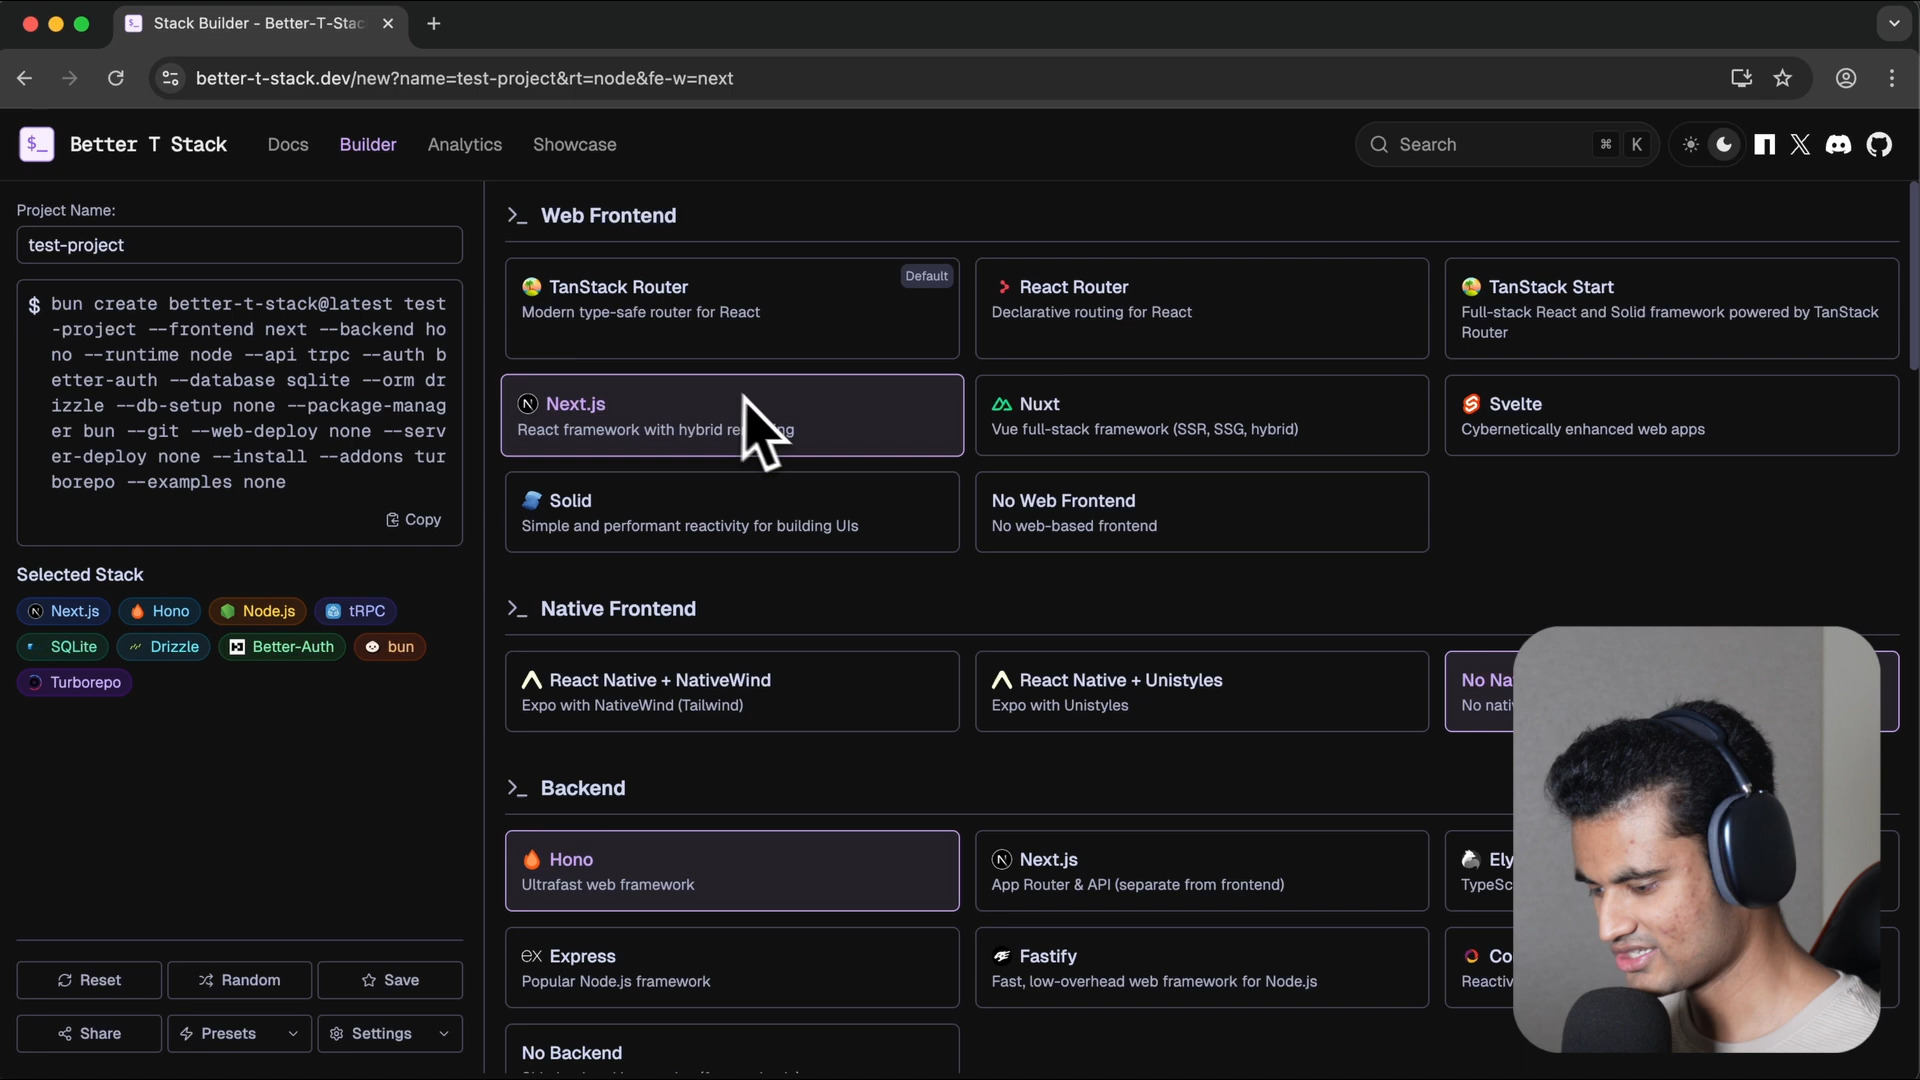 Stack Builder - Better-T-Stac
better-t-stack.dev/new?name=test-project&rt=node&fe-w=next
$_ Better T Stack
Docs
Builder
Analytics
Showcase
Search
⌘ K
Project Name:
test-project
$ bun create better-t-stack@latest test
-project --frontend next --backend ho
no --runtime node --api trpc --auth b
etter-auth --database sqlite --orm dr
izzle --db-setup none --package-manag
er bun --git --web-deploy none --serv
er-deploy none --install --addons tur
borepo --examples none
Copy
Selected Stack
Next.js
Hono
Node.js
tRPC
SQLite
Drizzle
Better-Auth
bun
Turborepo
Reset
Random
Save
Share
Presets
Settings
>_ Web Frontend
TanStack Router
Default
Modern type-safe router for React
React Router
Declarative routing for React
TanStack Start
Full-stack React and Solid framework powered by TanStack
Router
Next.js
React framework with hybrid re
ng
Nuxt
Vue full-stack framework (SSR, SSG, hybrid)
Svelte
Cybernetically enhanced web apps
Solid
Simple and performant reactivity for building UIs
No Web Frontend
No web-based frontend
>_ Native Frontend
React Native + NativeWind
Expo with NativeWind (Tailwind)
React Native + Unistyles
Expo with Unistyles
No Na
No nati
>_ Backend
Hono
Ultrafast web framework
Next.js
App Router & API (separate from frontend)
Ely
TypeSc
ex Express
Popular Node.js framework
Fastify
Fast, low-overhead web framework for Node.js
Co
Reactiv
No Backend